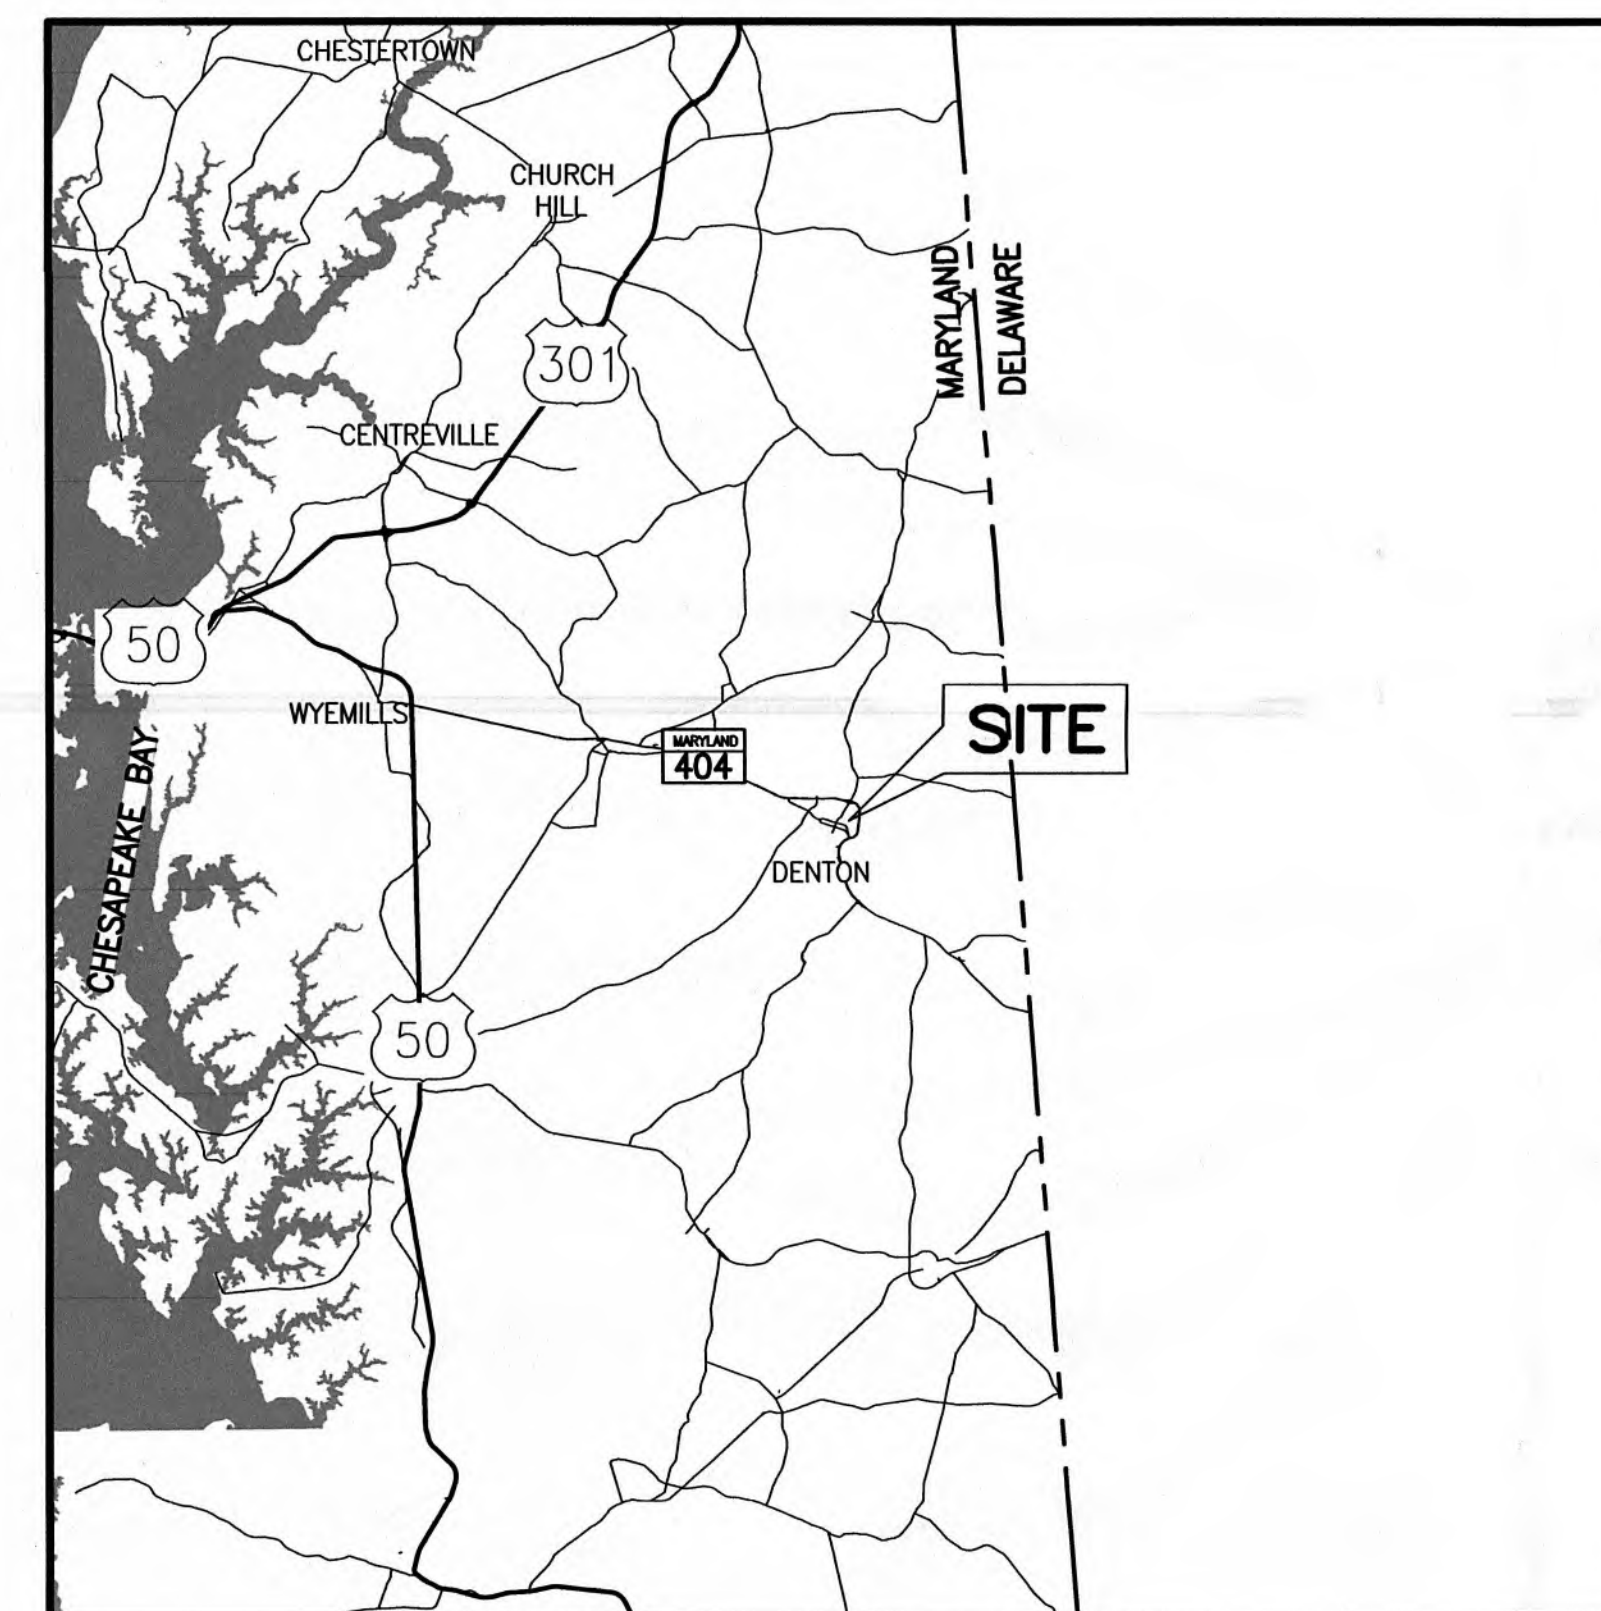 CHESTERTOWN
CHURCH
HILL
MARYLAND
DELAWARE
301
CENTREVILLE
50
WYEMILLS
SITE
MARYLAND
404
CHESAPEAKE BAY
DENTON
50